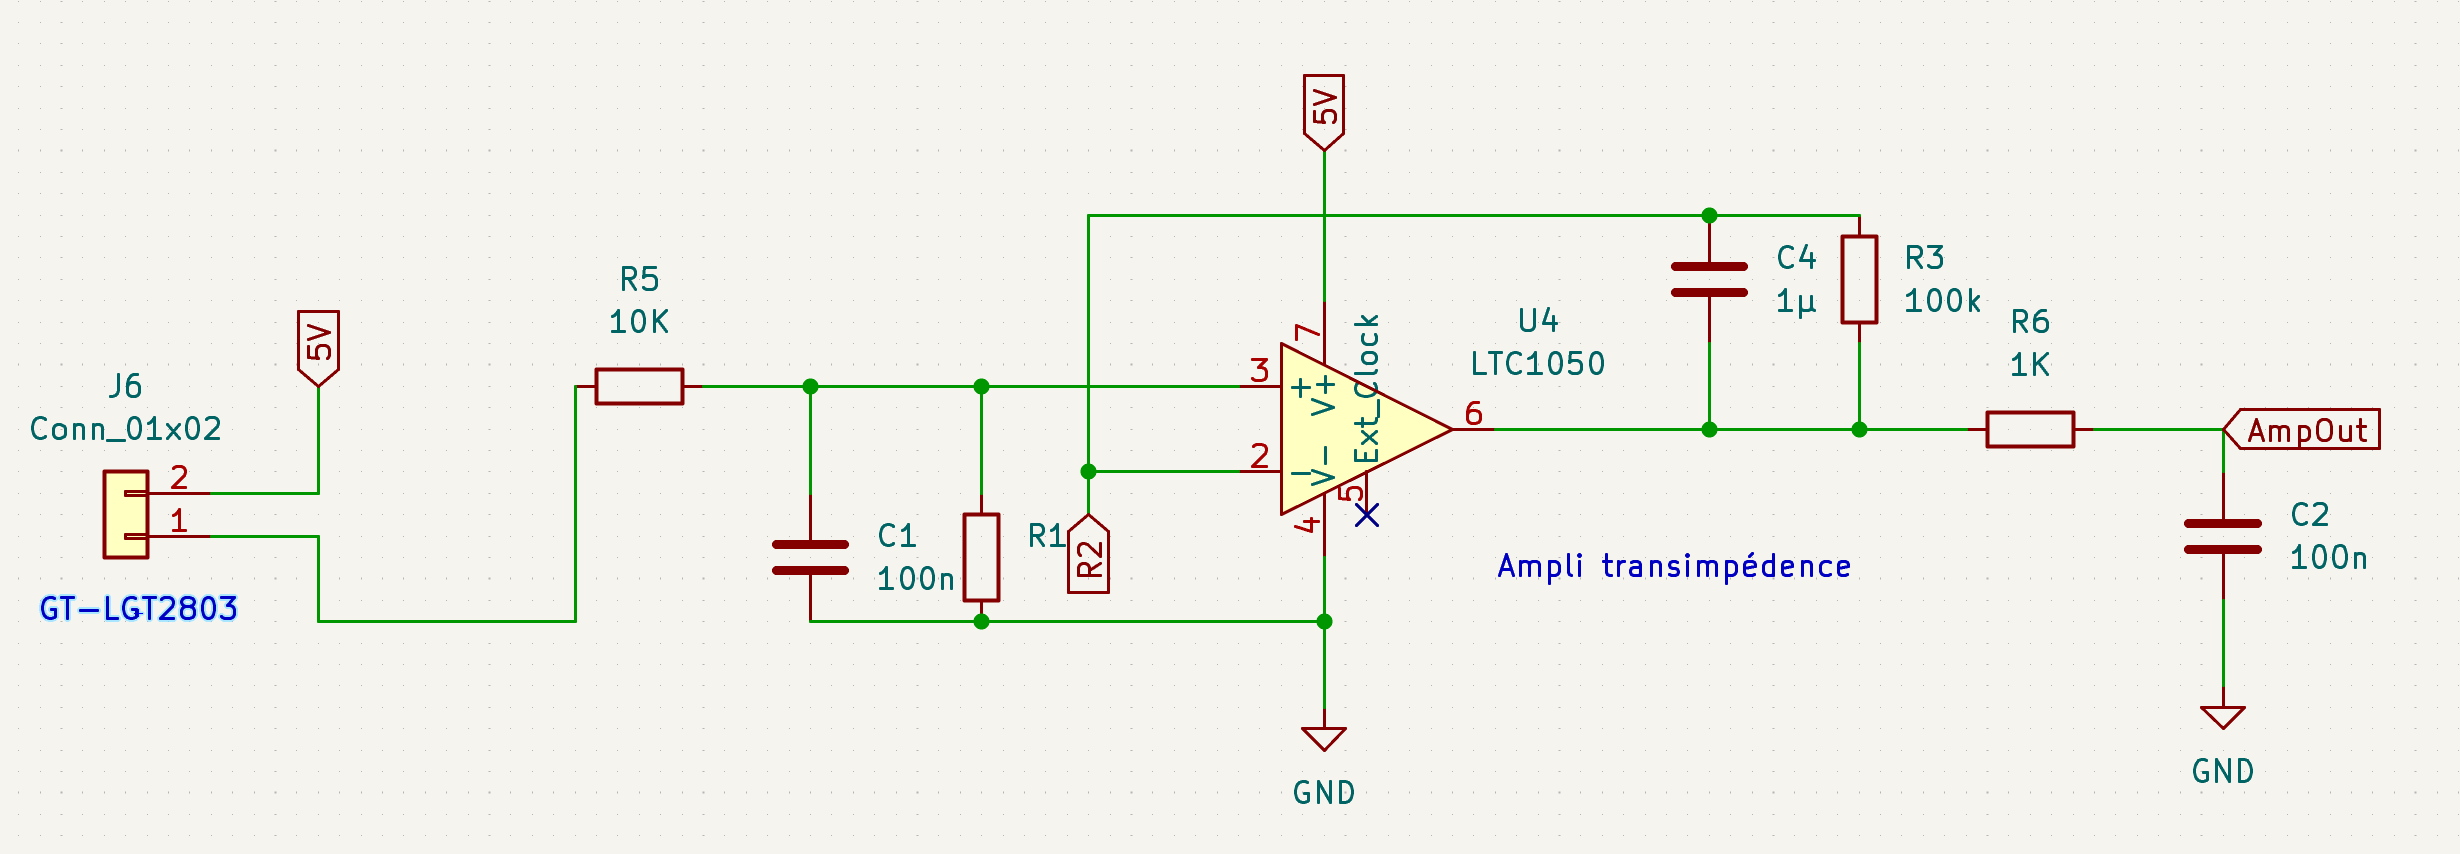 5V
R5
10K
5V
J6
Conn_01x02
2
1
GT-LGT2803
C1
100n
R1
R2
3
2
7
4
5
6
+
-
V+
V-
Ext_Clock
U4
LTC1050
C4
1µ
R3
100k
R6
1K
AmpOut
Ampli transimpédence
C2
100n
GND
GND